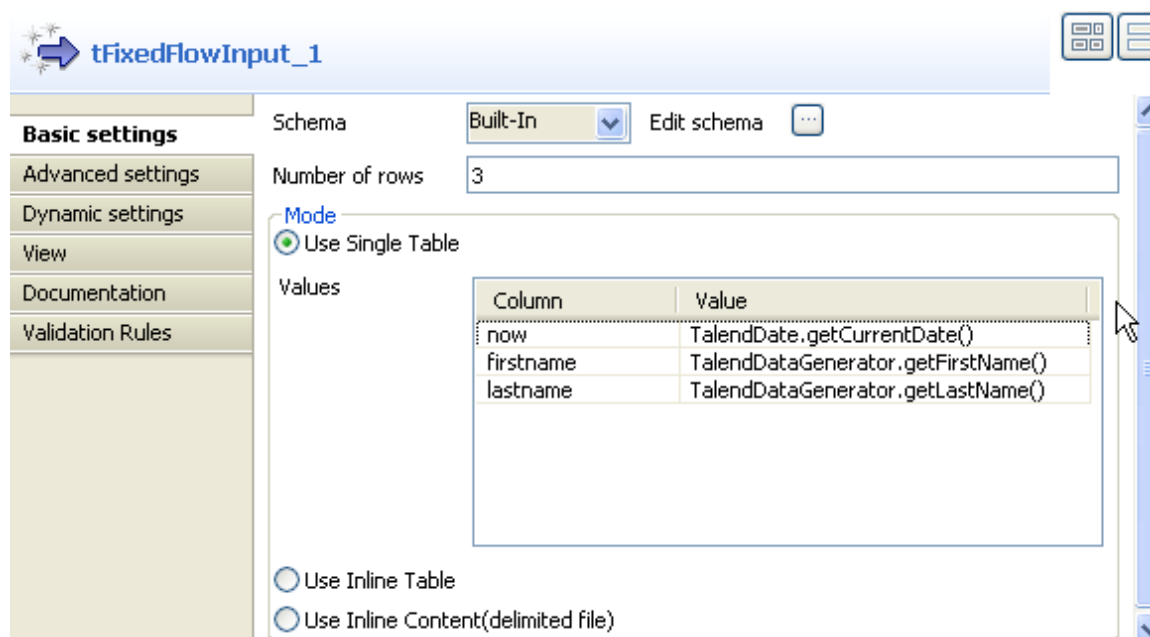 tFixedFlowInput_1
Basic settings
Advanced settings
Dynamic settings
View
Documentation
Validation Rules
Schema Built-In Edit schema ...
Number of rows 3
Mode
Use Single Table
Values
Column Value
now TalendDate.getCurrentDate()
firstname TalendDataGenerator.getFirstName()
lastname TalendDataGenerator.getLastName()
Use Inline Table
Use Inline Content(delimited file)